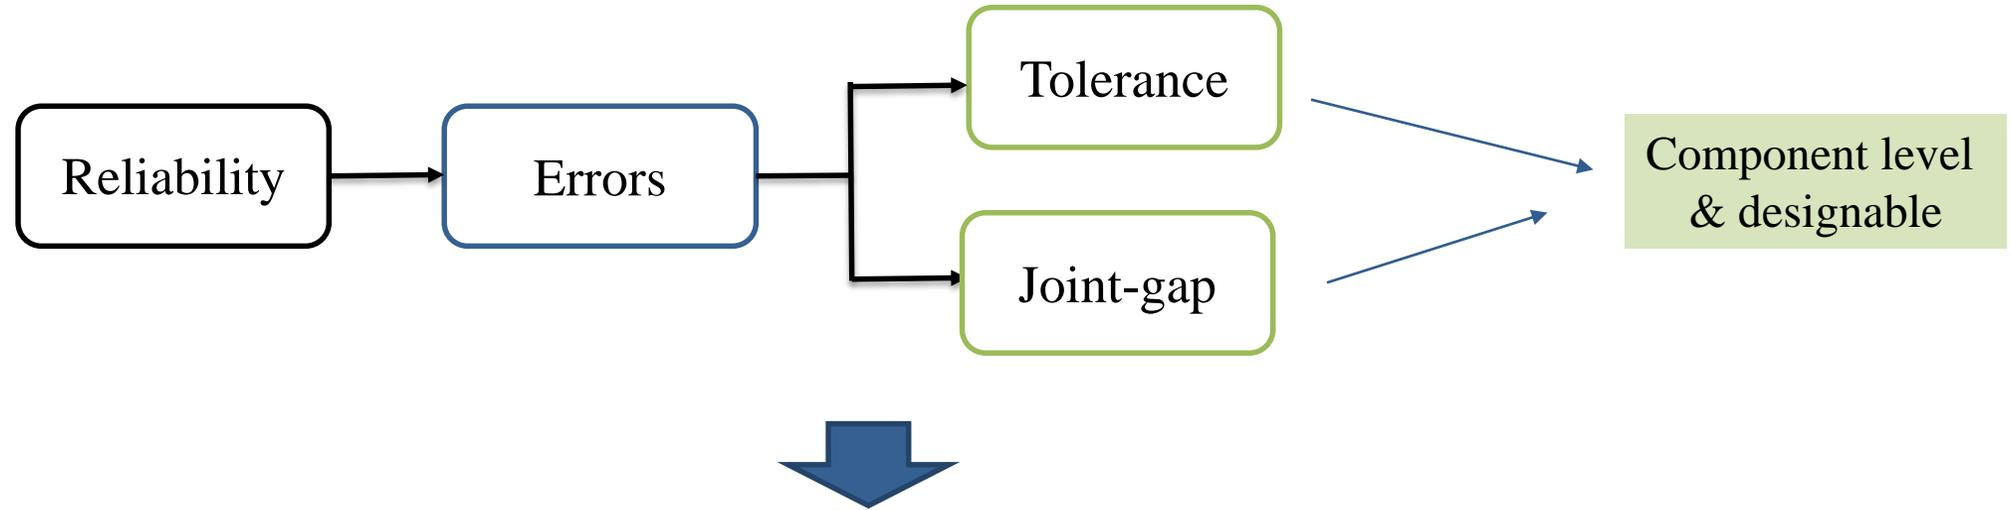 Reliability
Errors
Tolerance
Joint-gap
Component level
& designable